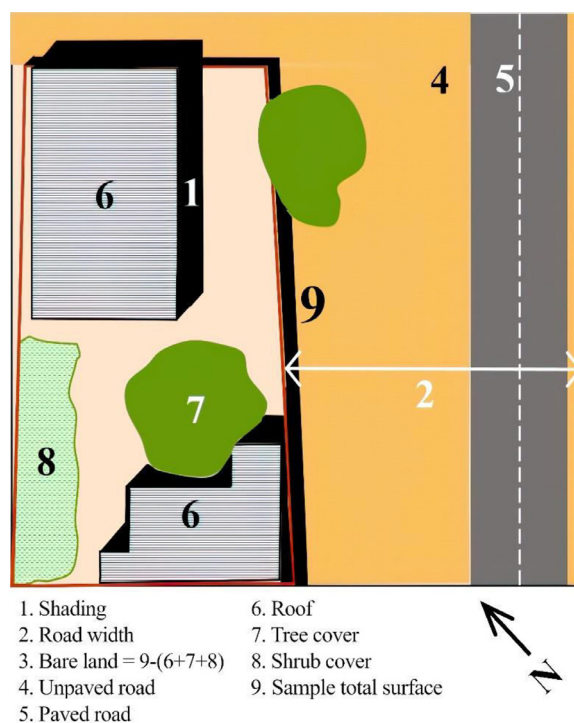 4
5
6
1
9
2
7
8
6
1. Shading
2. Road width
3. Bare land = 9-(6+7+8)
4. Unpaved road
5. Paved road
6. Roof
7. Tree cover
8. Shrub cover
9. Sample total surface
N